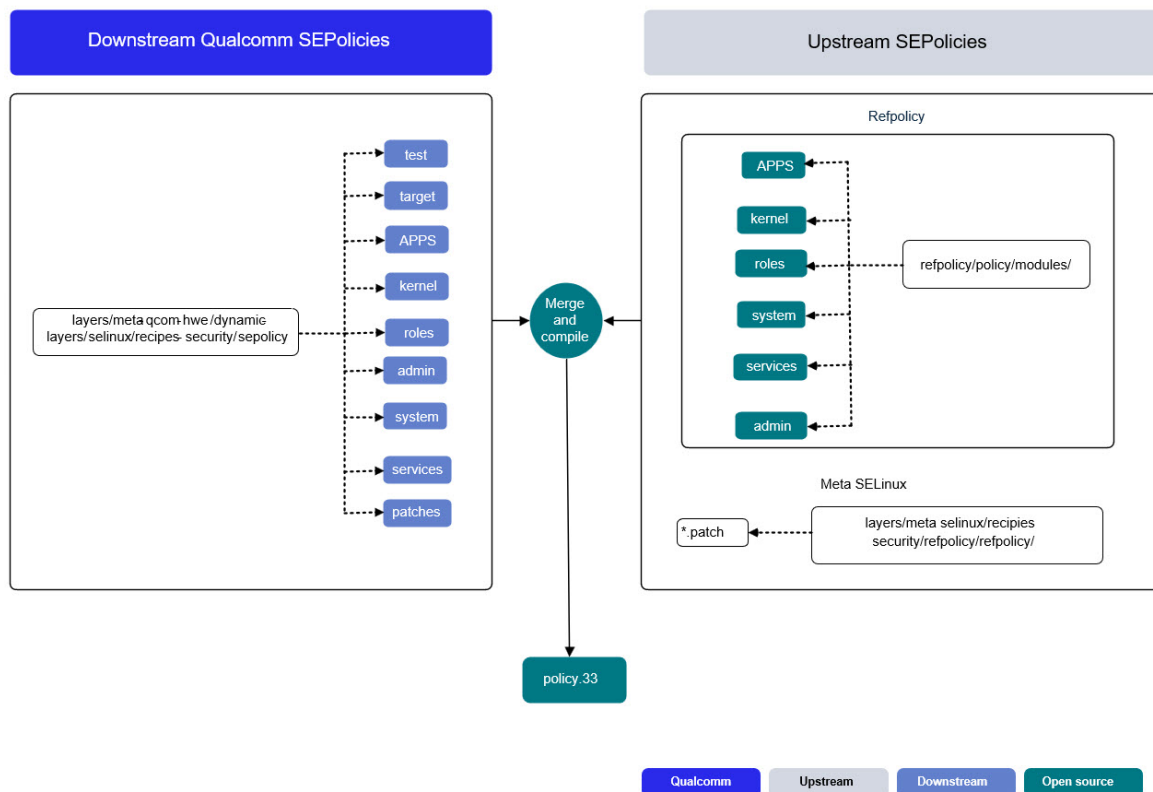 Downstream Qualcomm SEPolicies
Upstream SEPolicies
test
target
APPS
kernel
roles
admin
system
services
patches
layers/meta-qcom-hwe/dynamic-
layers/selinux/recipes-security/sepolicy
Merge
and
compile
Refpolicy
APPS
kernel
roles
system
services
admin
refpolicy/policy/modules/
Meta SELinux
*.patch
layers/meta selinux/recipies
security/refpolicy/refpolicy/
policy.33
Qualcomm
Upstream
Downstream
Open source